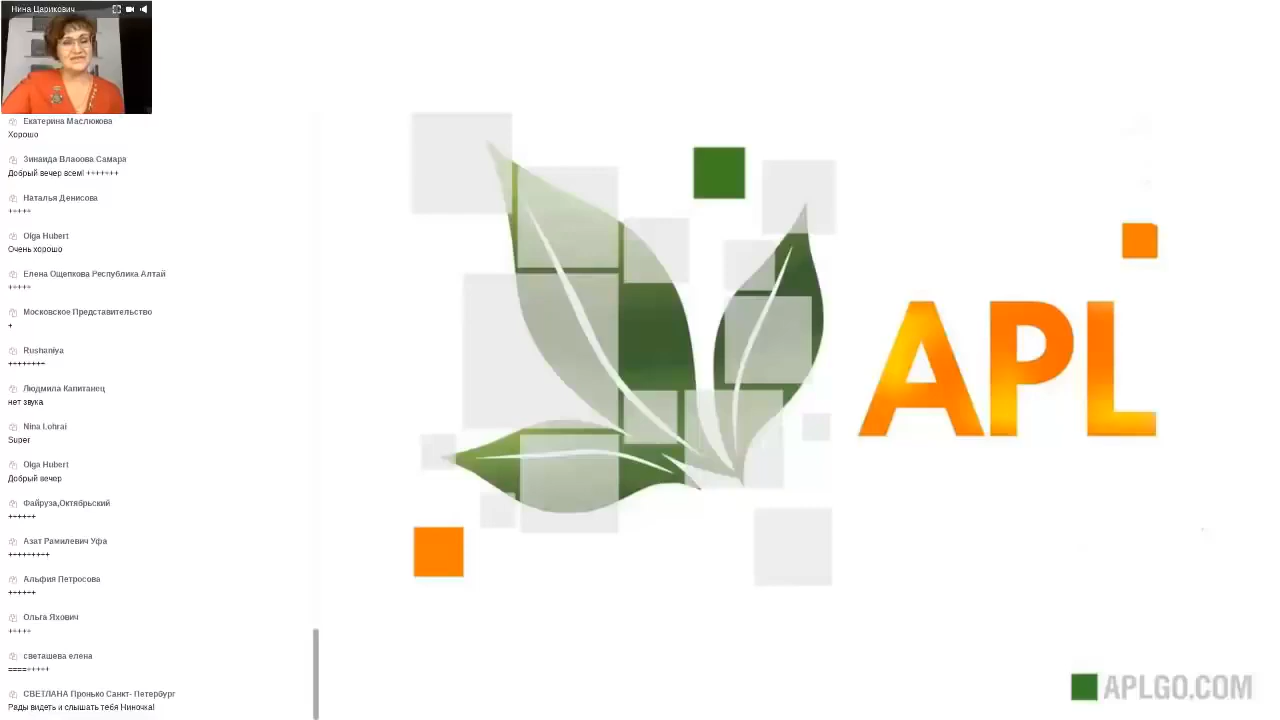 Нина Царикович
Екатерина Маслюкова
Хорошо
Зинаида Влаоова Самара
Добрый вечер всем! +++++++
Наталья Денисова
+++++
Olga Hubert
Очень хорошо
Елена Ощепкова Республика Алтай
+++++
Московское Представительство
+
Rushaniya
++++++++
Людмила Капитанец
нет звука
Nina Lohrai
Super
Olga Hubert
Добрый вечер
Файруза,Октябрьский
++++++
Азат Рамилевич Уфа
+++++++++
Альфия Петросова
++++++
Ольга Яхович
+++++
светашева елена
====+++++
СВЕТЛАНА Пронько Санкт- Петербург
Рады видеть и слышать тебя Ниночка!
APL
APLGO.COM